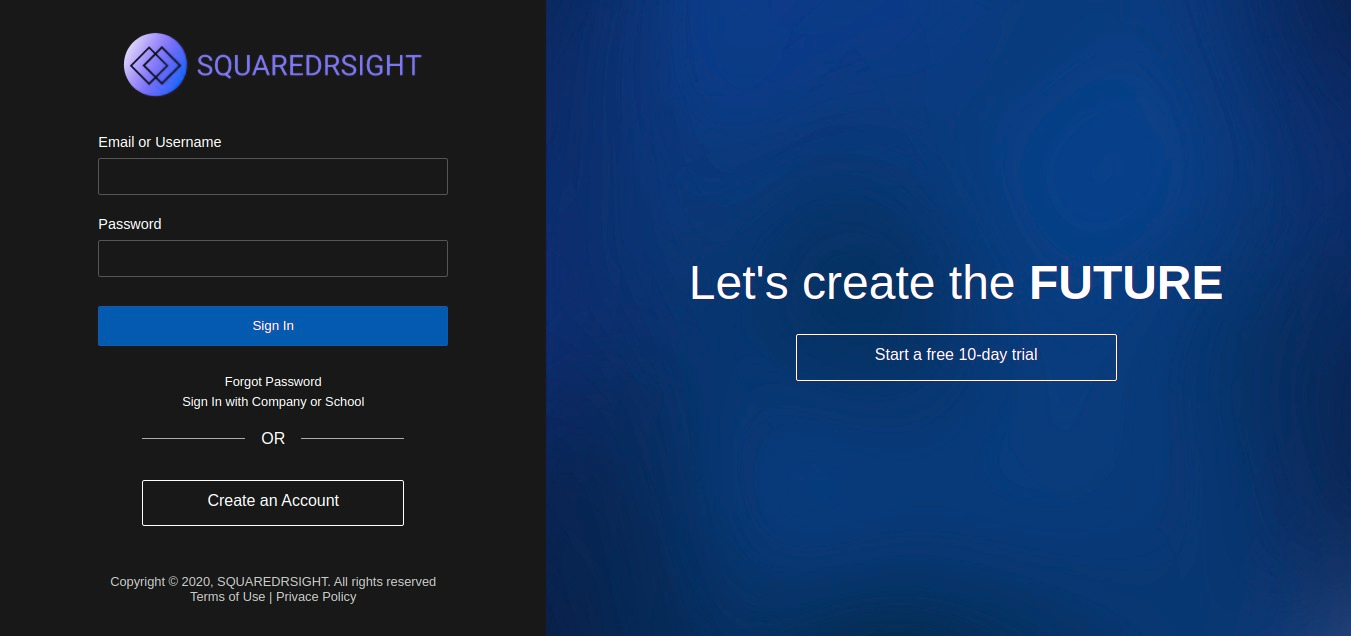 SQUAREDRSIGHT
Email or Username
Password
Sign In
Forgot Password
Sign In with Company or School
OR
Create an Account
Copyright © 2020, SQUAREDRSIGHT. All rights reserved
Terms of Use | Privace Policy
Let's create the FUTURE
Start a free 10-day trial